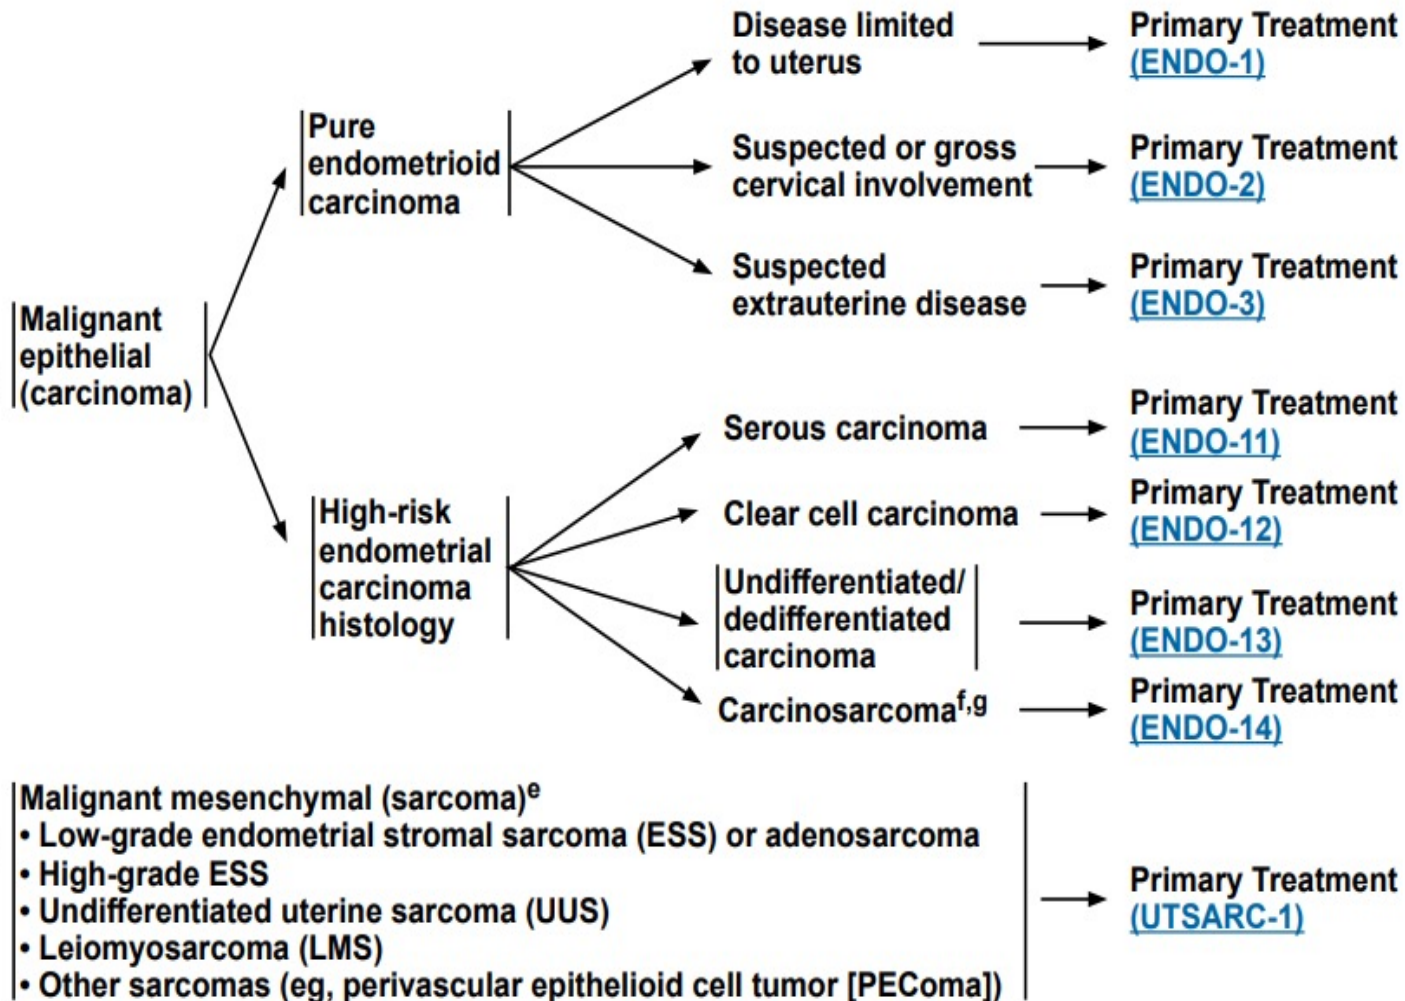 Disease limited
to uterus
Primary Treatment
(ENDO-1)
Pure
endometrioid
carcinoma
Suspected or gross
cervical involvement
Primary Treatment
(ENDO-2)
Suspected
extrauterine disease
Primary Treatment
(ENDO-3)
Malignant
epithelial
(carcinoma)
Serous carcinoma
Primary Treatment
(ENDO-11)
High-risk
endometrial
carcinoma
histology
Clear cell carcinoma
Primary Treatment
(ENDO-12)
Undifferentiated/
dedifferentiated
carcinoma
Primary Treatment
(ENDO-13)
Carcinosarcomaf,g
Primary Treatment
(ENDO-14)
Malignant mesenchymal (sarcoma)e
• Low-grade endometrial stromal sarcoma (ESS) or adenosarcoma
• High-grade ESS
• Undifferentiated uterine sarcoma (UUS)
• Leiomyosarcoma (LMS)
• Other sarcomas (eg, perivascular epithelioid cell tumor [PEComa])
Primary Treatment
(UTSARC-1)